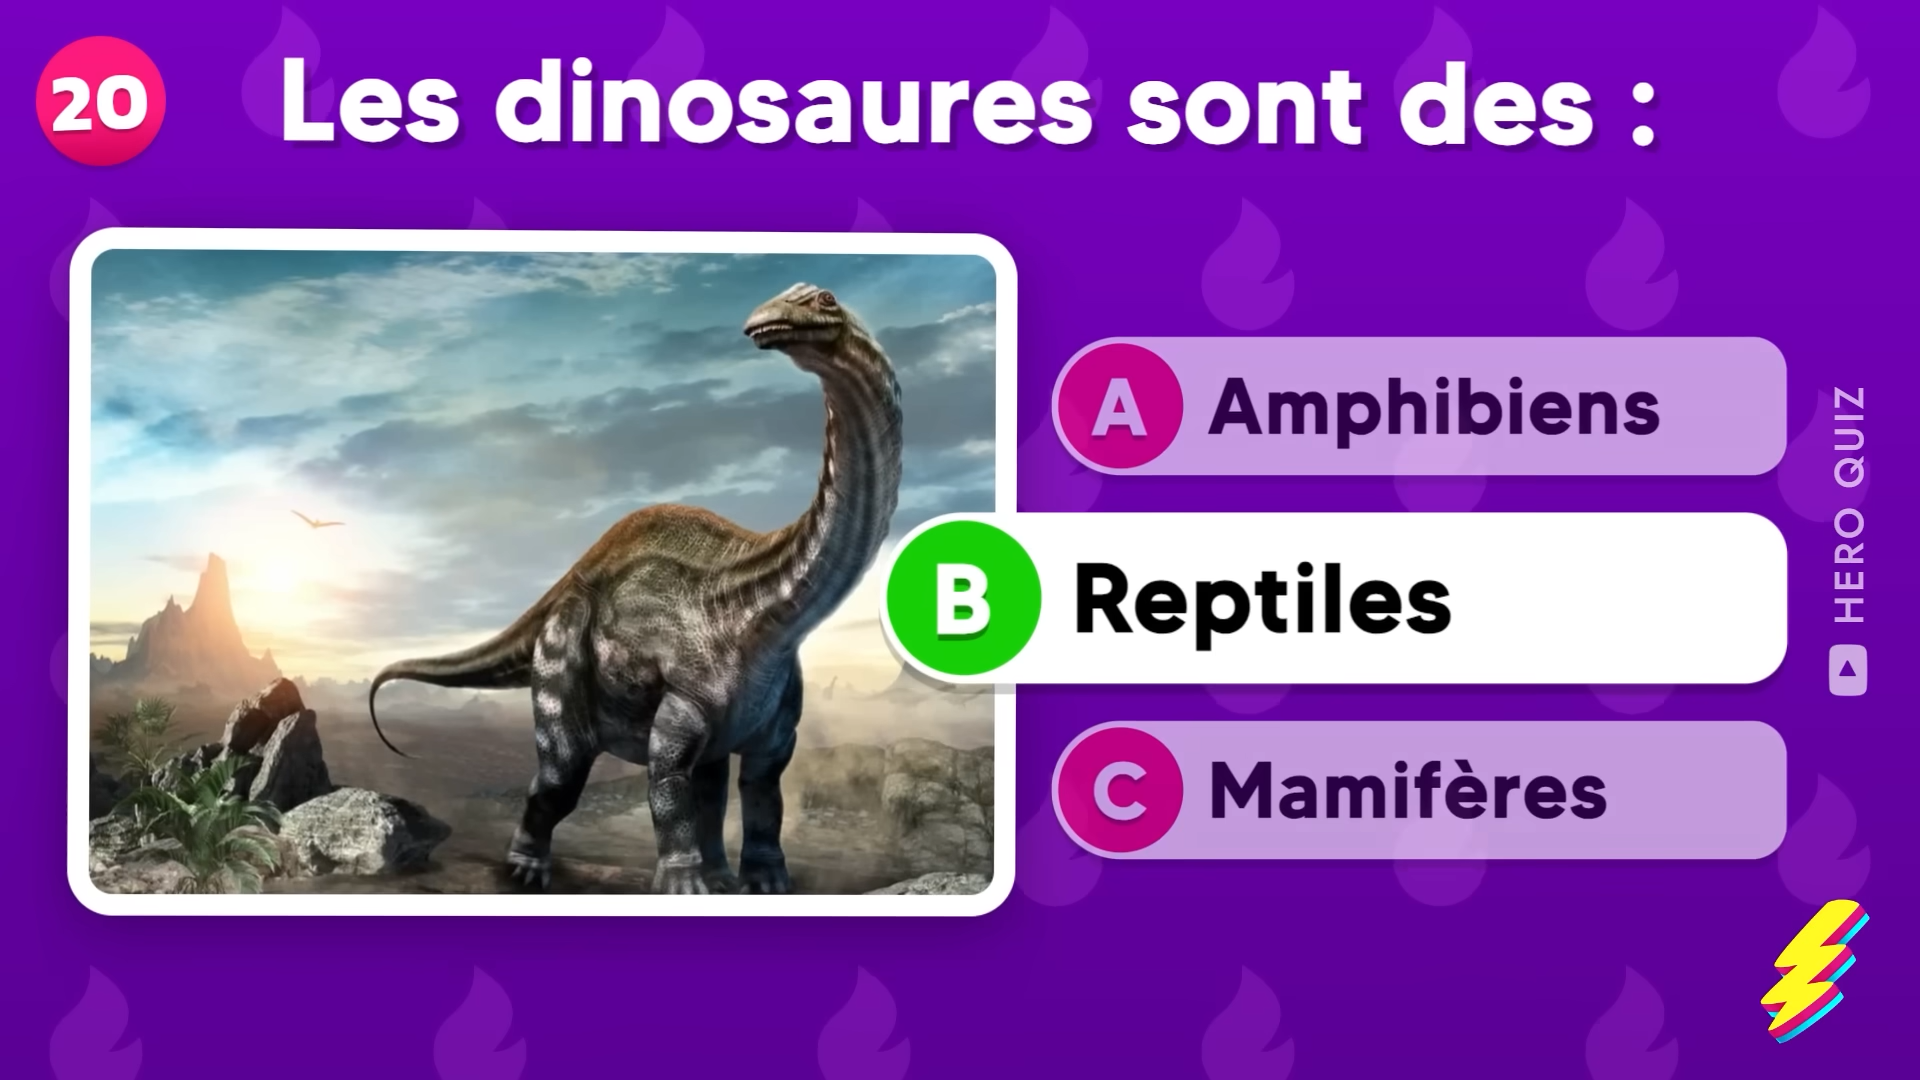 20
Les dinosaures sont des :
A Amphibiens
B Reptiles
C Mamifères
HERO QUIZ